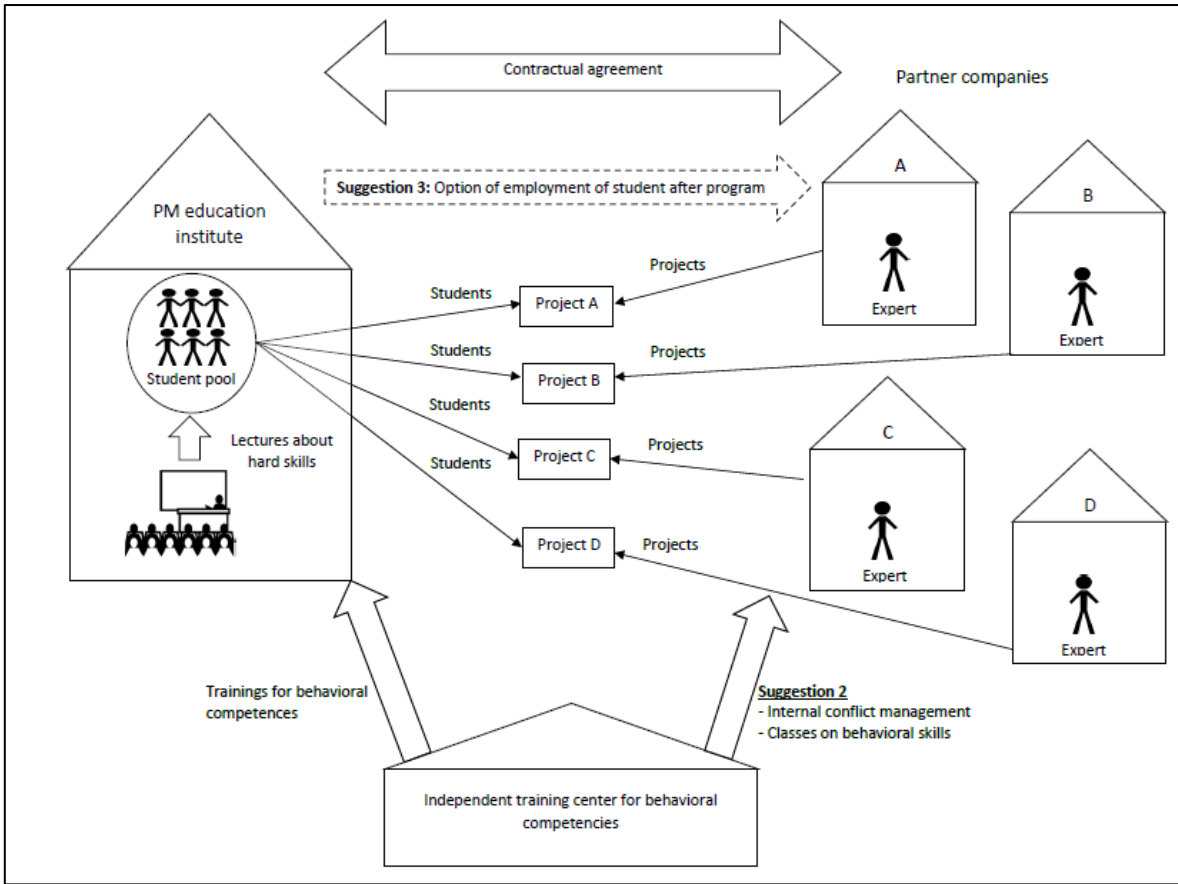 Contractual agreement
Partner companies
Suggestion 3: Option of employment of student after program
A
B
PM education
institute
Projects
Expert
Students
Project A
Student pool
Students
Project B
Projects
Expert
Students
Lectures about
hard skills
Project C
Projects
C
Students
Project D
Projects
Expert
D
Expert
Trainings for behavioral
competences
Suggestion 2
- Internal conflict management
- Classes on behavioral skills
Independent training center for behavioral
competencies